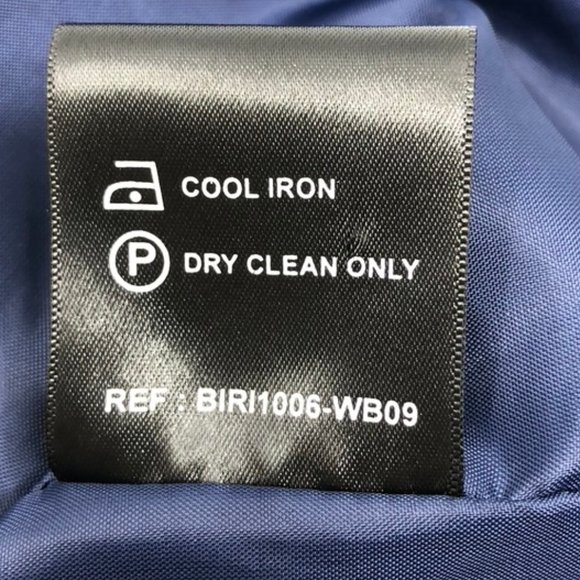 COOL IRON
P DRY CLEAN ONLY
REF : BIRI1006-WB09